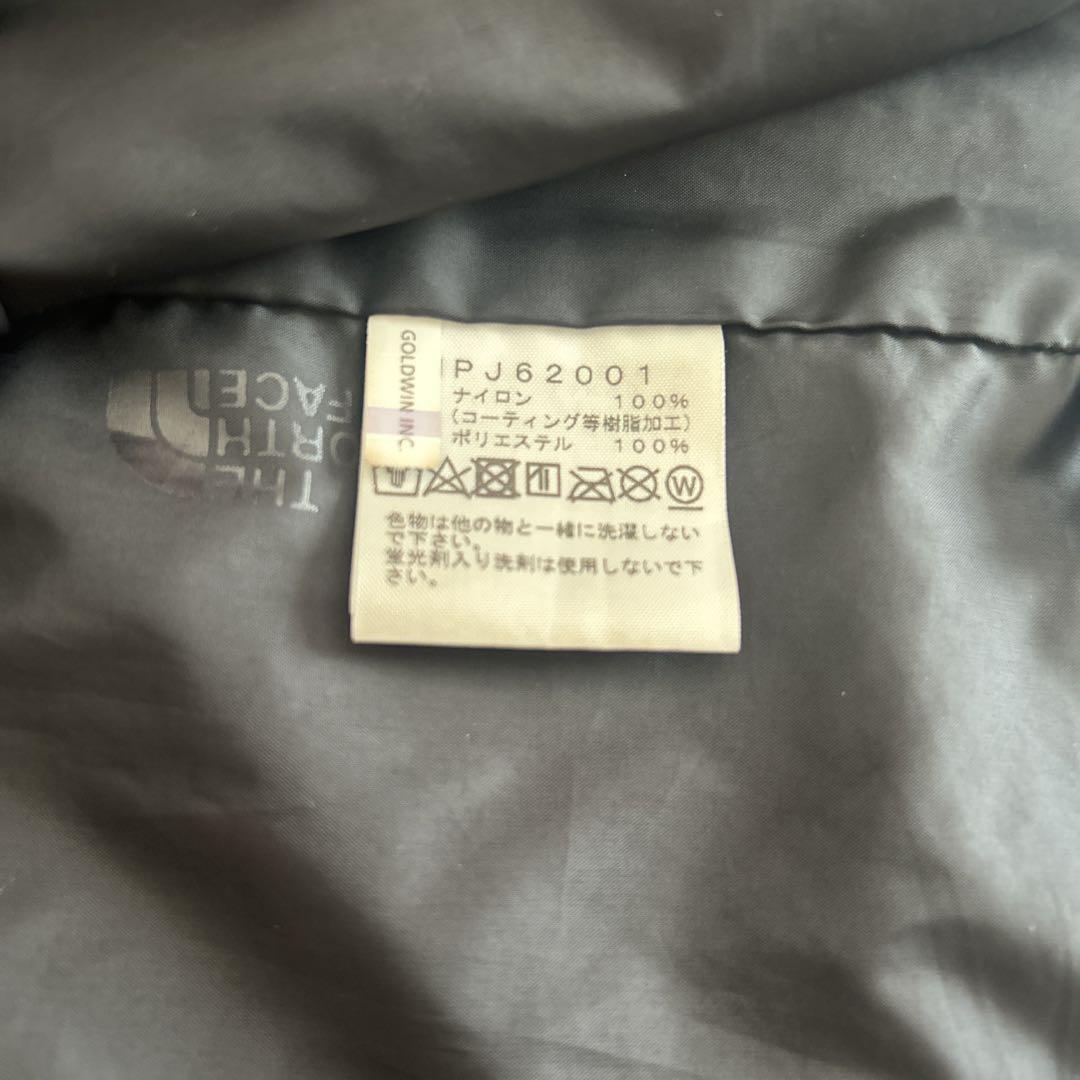 GOLDWIN INC.
PJ62001
ナイロン 100%
(コーティング等樹脂加工)
ポリエステル 100%
W
色物は他の物と一緒に洗濯しない
で下さい。
蛍光剤入り洗剤は使用しないで下
さい。
THE
NORTH
FACE